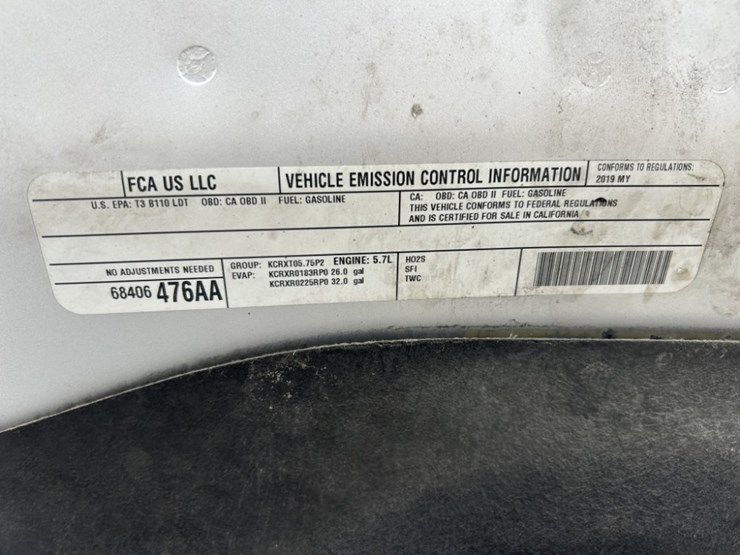 FCA US LLC
VEHICLE EMISSION CONTROL INFORMATION
CONFORMS TO REGULATIONS:
2019 MY
U.S. EPA: T3 B110 LDT OBD: CA OBD II FUEL: GASOLINE
CA: OBD: CA OBD II FUEL: GASOLINE
THIS VEHICLE CONFORMS TO FEDERAL REGULATIONS
AND IS CERTIFIED FOR SALE IN CALIFORNIA
NO ADJUSTMENTS NEEDED
68406 476AA
GROUP: KCRXT05.75P2 ENGINE: 5.7L
EVAP: KCRXR0183RP0 26.0 gal
KCRXR0225RP0 32.0 gal
HO2S
SFI
TWC